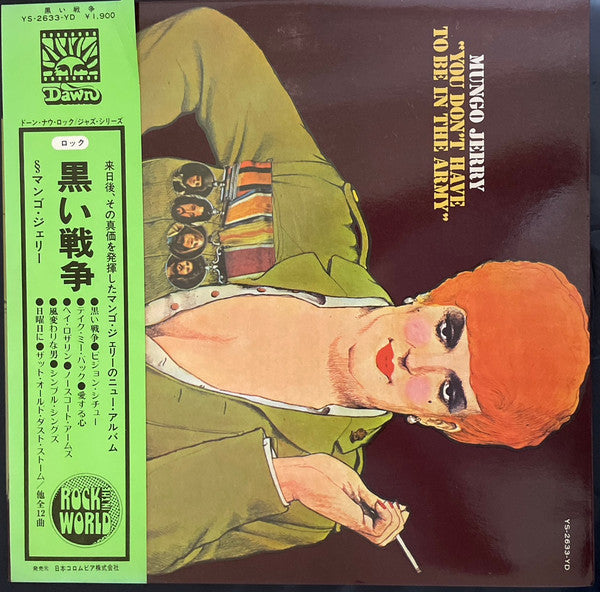 黒い戦争
YS-2633-YD ¥1,900
Dawn
ドーン・ナウ・ロック/ジャズ・シリーズ
ロック
来日後、その真価を発揮したマンゴ・ジェリーのニュー・アルバム
黒い戦争
§§マンゴ・ジェリー
●黒い戦争●ビジョン・シチュー
●テイク・ミー・バック●愛する心
●ヘイ・ロザリン●ノースコート・アームス
●風変わりな男●シンプル・シングス
●日曜日に●ザット・オールド・ダスト・ストーム/他全12曲
ROCK
IN THE
WORLD
発売元 日本コロムビア株式会社
MUNGO JERRY
"YOU DON'T HAVE
TO BE IN THE ARMY"
YS-2633-YD